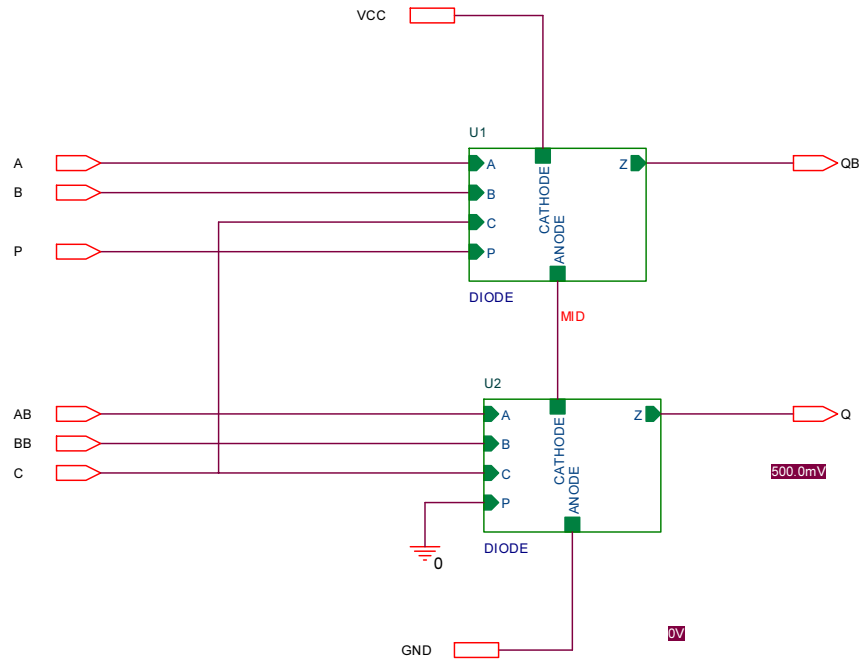 VCC
U1
A
A
Z
QB
B
B
CATHODE
C
ANODE
P
P
DIODE
MID
U2
AB
A
Z
Q
BB
B
CATHODE
C
C
500.0mV
P
ANODE
DIODE
0
GND
0V